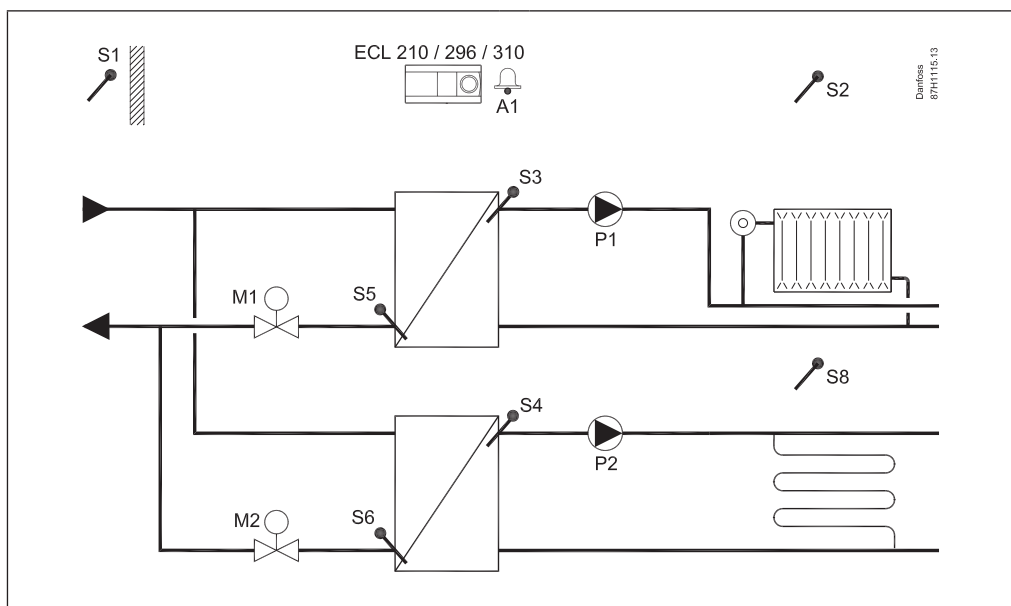 S1
ECL 210 / 296 / 310
A1
S2
Danfoss
87H1115.13
S3
P1
M1
S5
S8
S4
P2
M2
S6